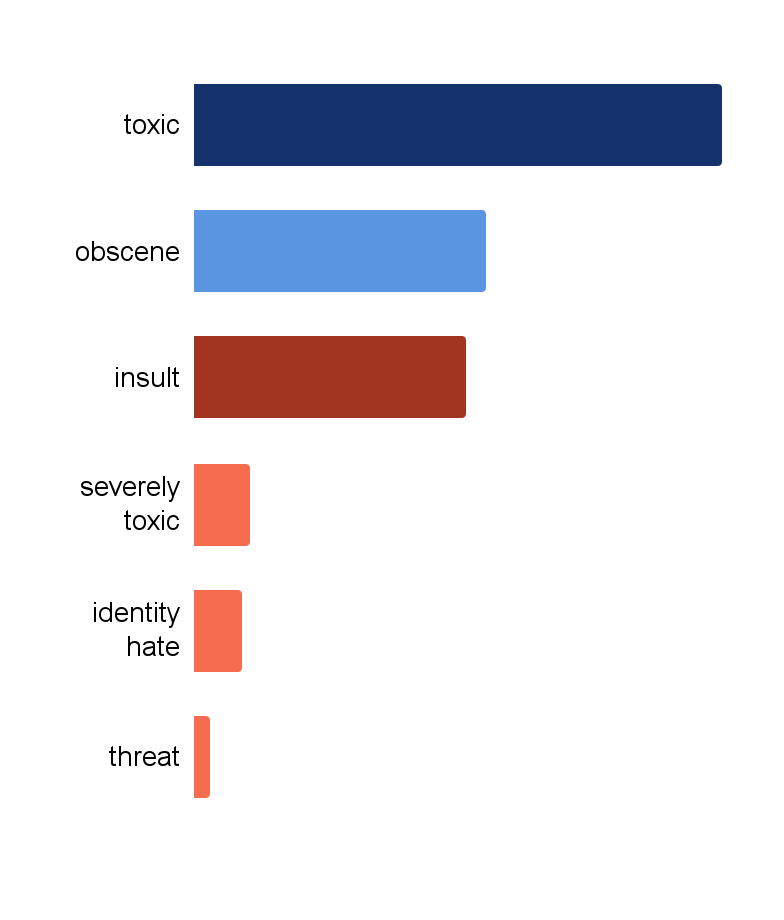 toxic
obscene
insult
severely
toxic
identity
hate
threat